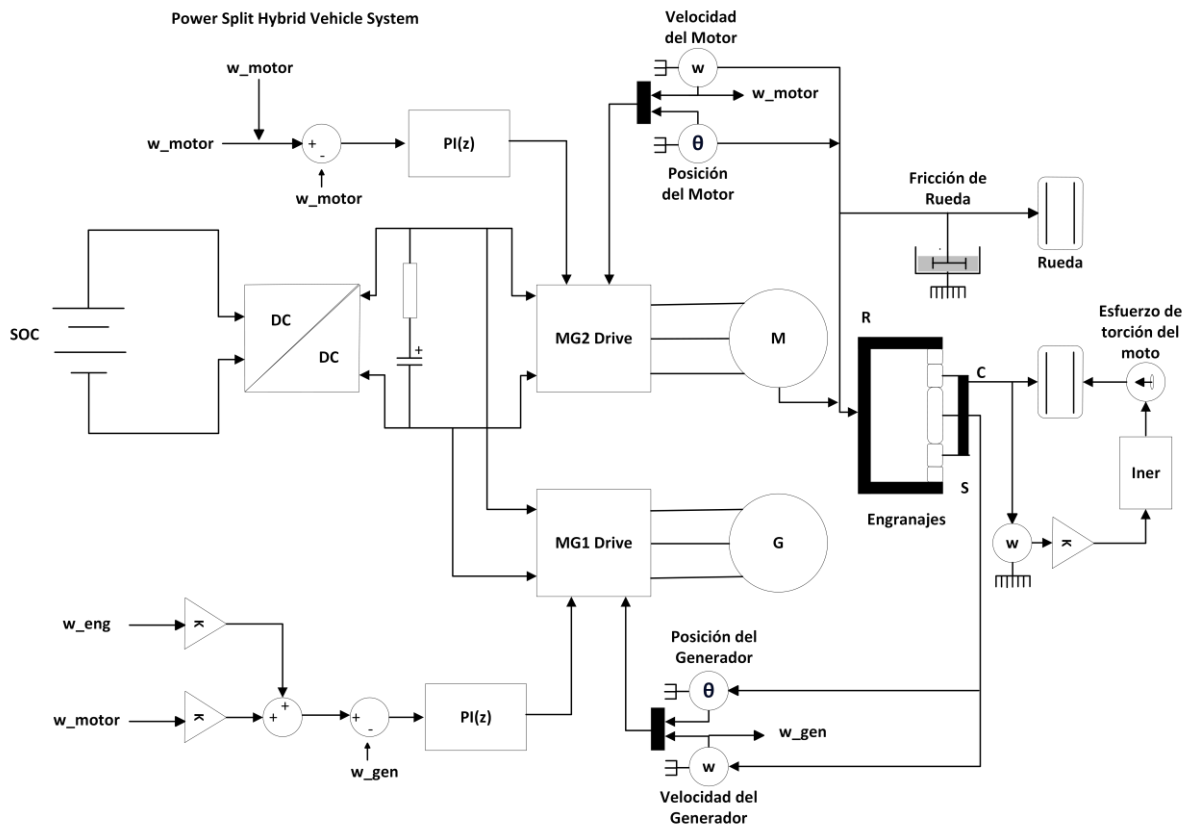 Power Split Hybrid Vehicle System
Velocidad
del Motor
w
w_motor
w_motor
w_motor
+
-
w_motor
PI(z)
θ
Posición
del Motor
Fricción de
Rueda
Rueda
SOC
DC
DC
+
MG2 Drive
M
R
Esfuerzo de
torción del
moto
C
Iner
S
Engranajes
MG1 Drive
G
w
K
w_eng
K
Posición del
Generador
θ
w_motor
K
+
+
+
-
w_gen
PI(z)
w_gen
w
Velocidad del
Generador